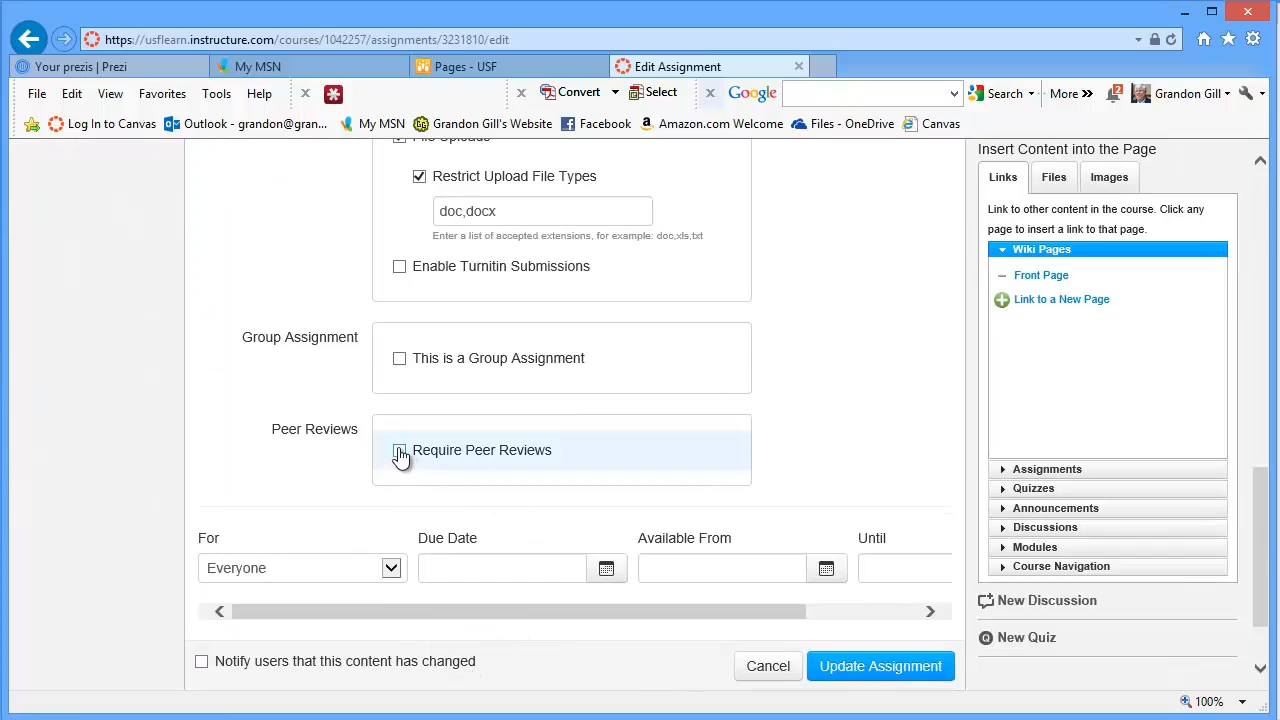 https://usflearn.instructure.com/courses/1042257/assignments/3231810/edit
Your prezis | Prezi
My MSN
Pages - USF
Edit Assignment
File Edit View Favorites Tools Help
Convert
Select
Google
Search
More
2
Grandon Gill
Log In to Canvas
Outlook - grandon@gran...
My MSN
Grandon Gill's Website
Facebook
Amazon.com Welcome
Files - OneDrive
Canvas
File Uploads
Restrict Upload File Types
doc,docx
Enter a list of accepted extensions, for example: doc,xls,txt
Enable Turnitin Submissions
Group Assignment
This is a Group Assignment
Peer Reviews
Require Peer Reviews
For
Due Date
Available From
Until
Everyone
Notify users that this content has changed
Cancel
Update Assignment
Insert Content into the Page
Links
Files
Images
Link to other content in the course. Click any
page to insert a link to that page.
Wiki Pages
Front Page
Link to a New Page
Assignments
Quizzes
Announcements
Discussions
Modules
Course Navigation
New Discussion
New Quiz
100%